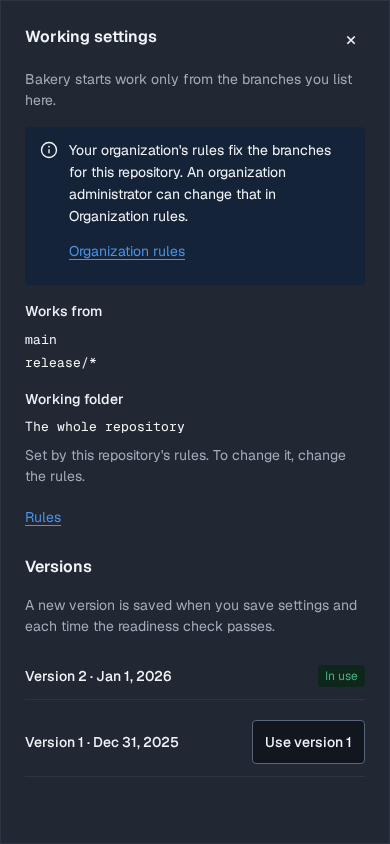 Working settings
Bakery starts work only from the branches you list
here.
Your organization's rules fix the branches
for this repository. An organization
administrator can change that in
Organization rules.
Organization rules
Works from
main
release/*
Working folder
The whole repository
Set by this repository's rules. To change it, change
the rules.
Rules
Versions
A new version is saved when you save settings and
each time the readiness check passes.
Version 2 · Jan 1, 2026
In use
Version 1 · Dec 31, 2025
Use version 1